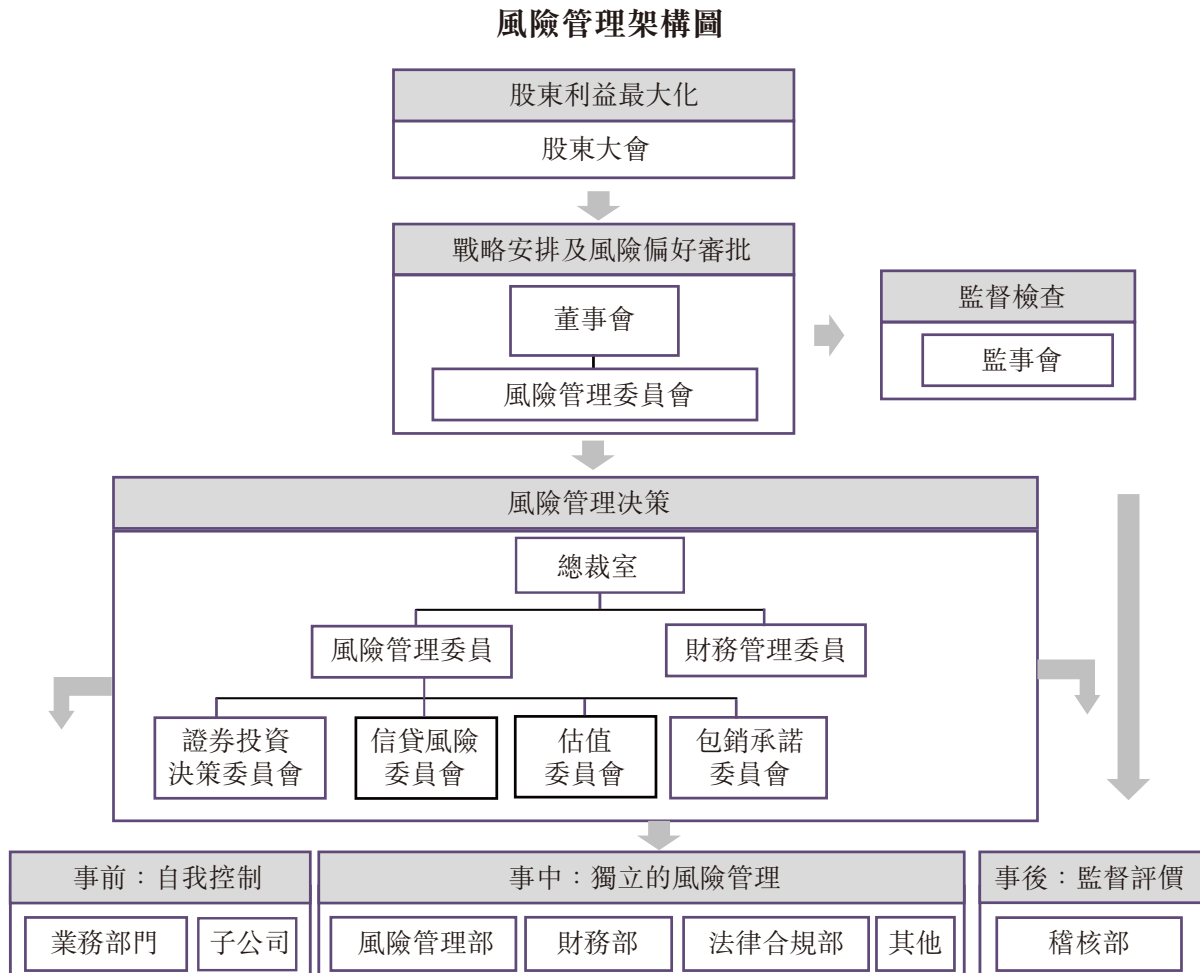 風險管理架構圖
股東利益最大化
股東大會
戰略安排及風險偏好審批
董事會
風險管理委員會
監督檢查
監事會
風險管理決策
總裁室
風險管理委員
財務管理委員
證券投資
決策委員會
信貸風險
委員會
估值
委員會
包銷承諾
委員會
事前：自我控制
業務部門
子公司
事中：獨立的風險管理
風險管理部
財務部
法律合規部
其他
事後：監督評價
稽核部